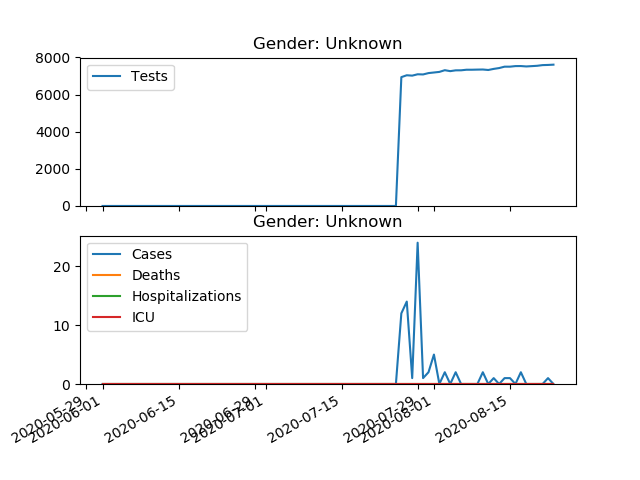 Gender: Unknown
8000
6000
4000
2000
0
Tests
Gender: Unknown
20
10
0
Cases
Deaths
Hospitalizations
ICU
2020-05-29
2020-06-01
2020-06-15
2020-06-29
2020-07-01
2020-07-15
2020-07-29
2020-08-01
2020-08-15